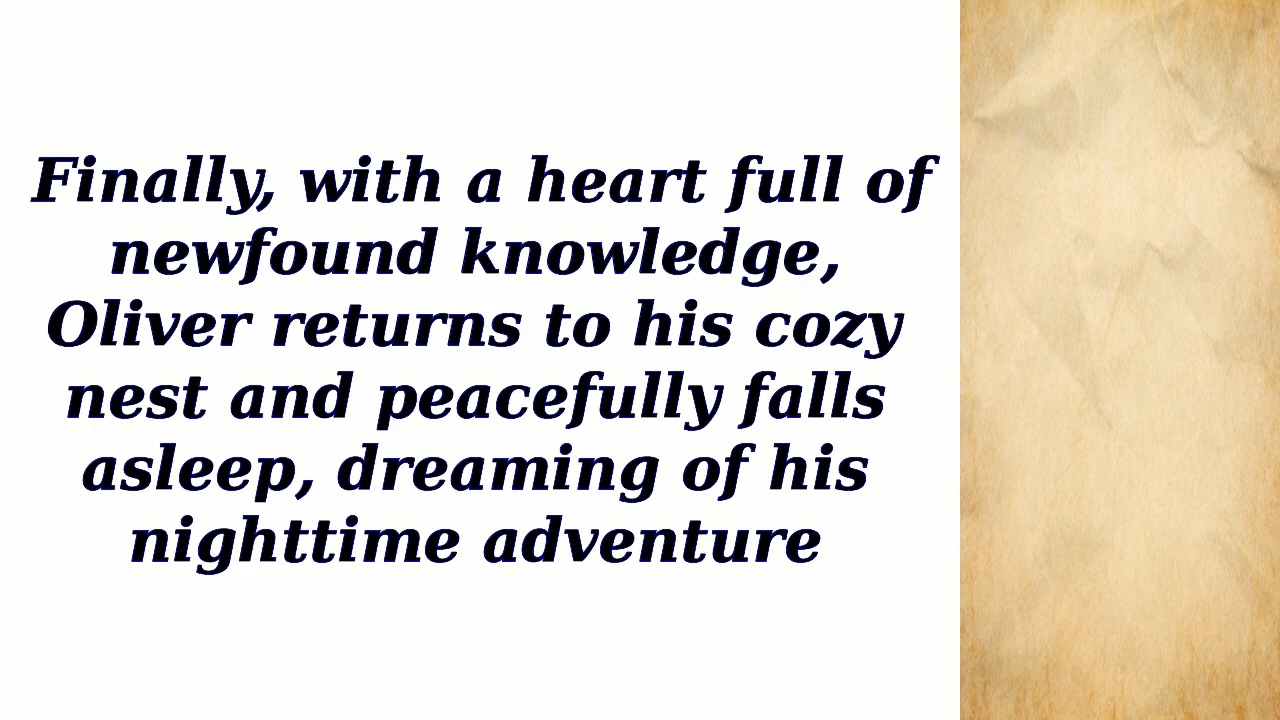 Finally, with a heart full of
newfound knowledge,
Oliver returns to his cozy
nest and peacefully falls
asleep, dreaming of his
nighttime adventure